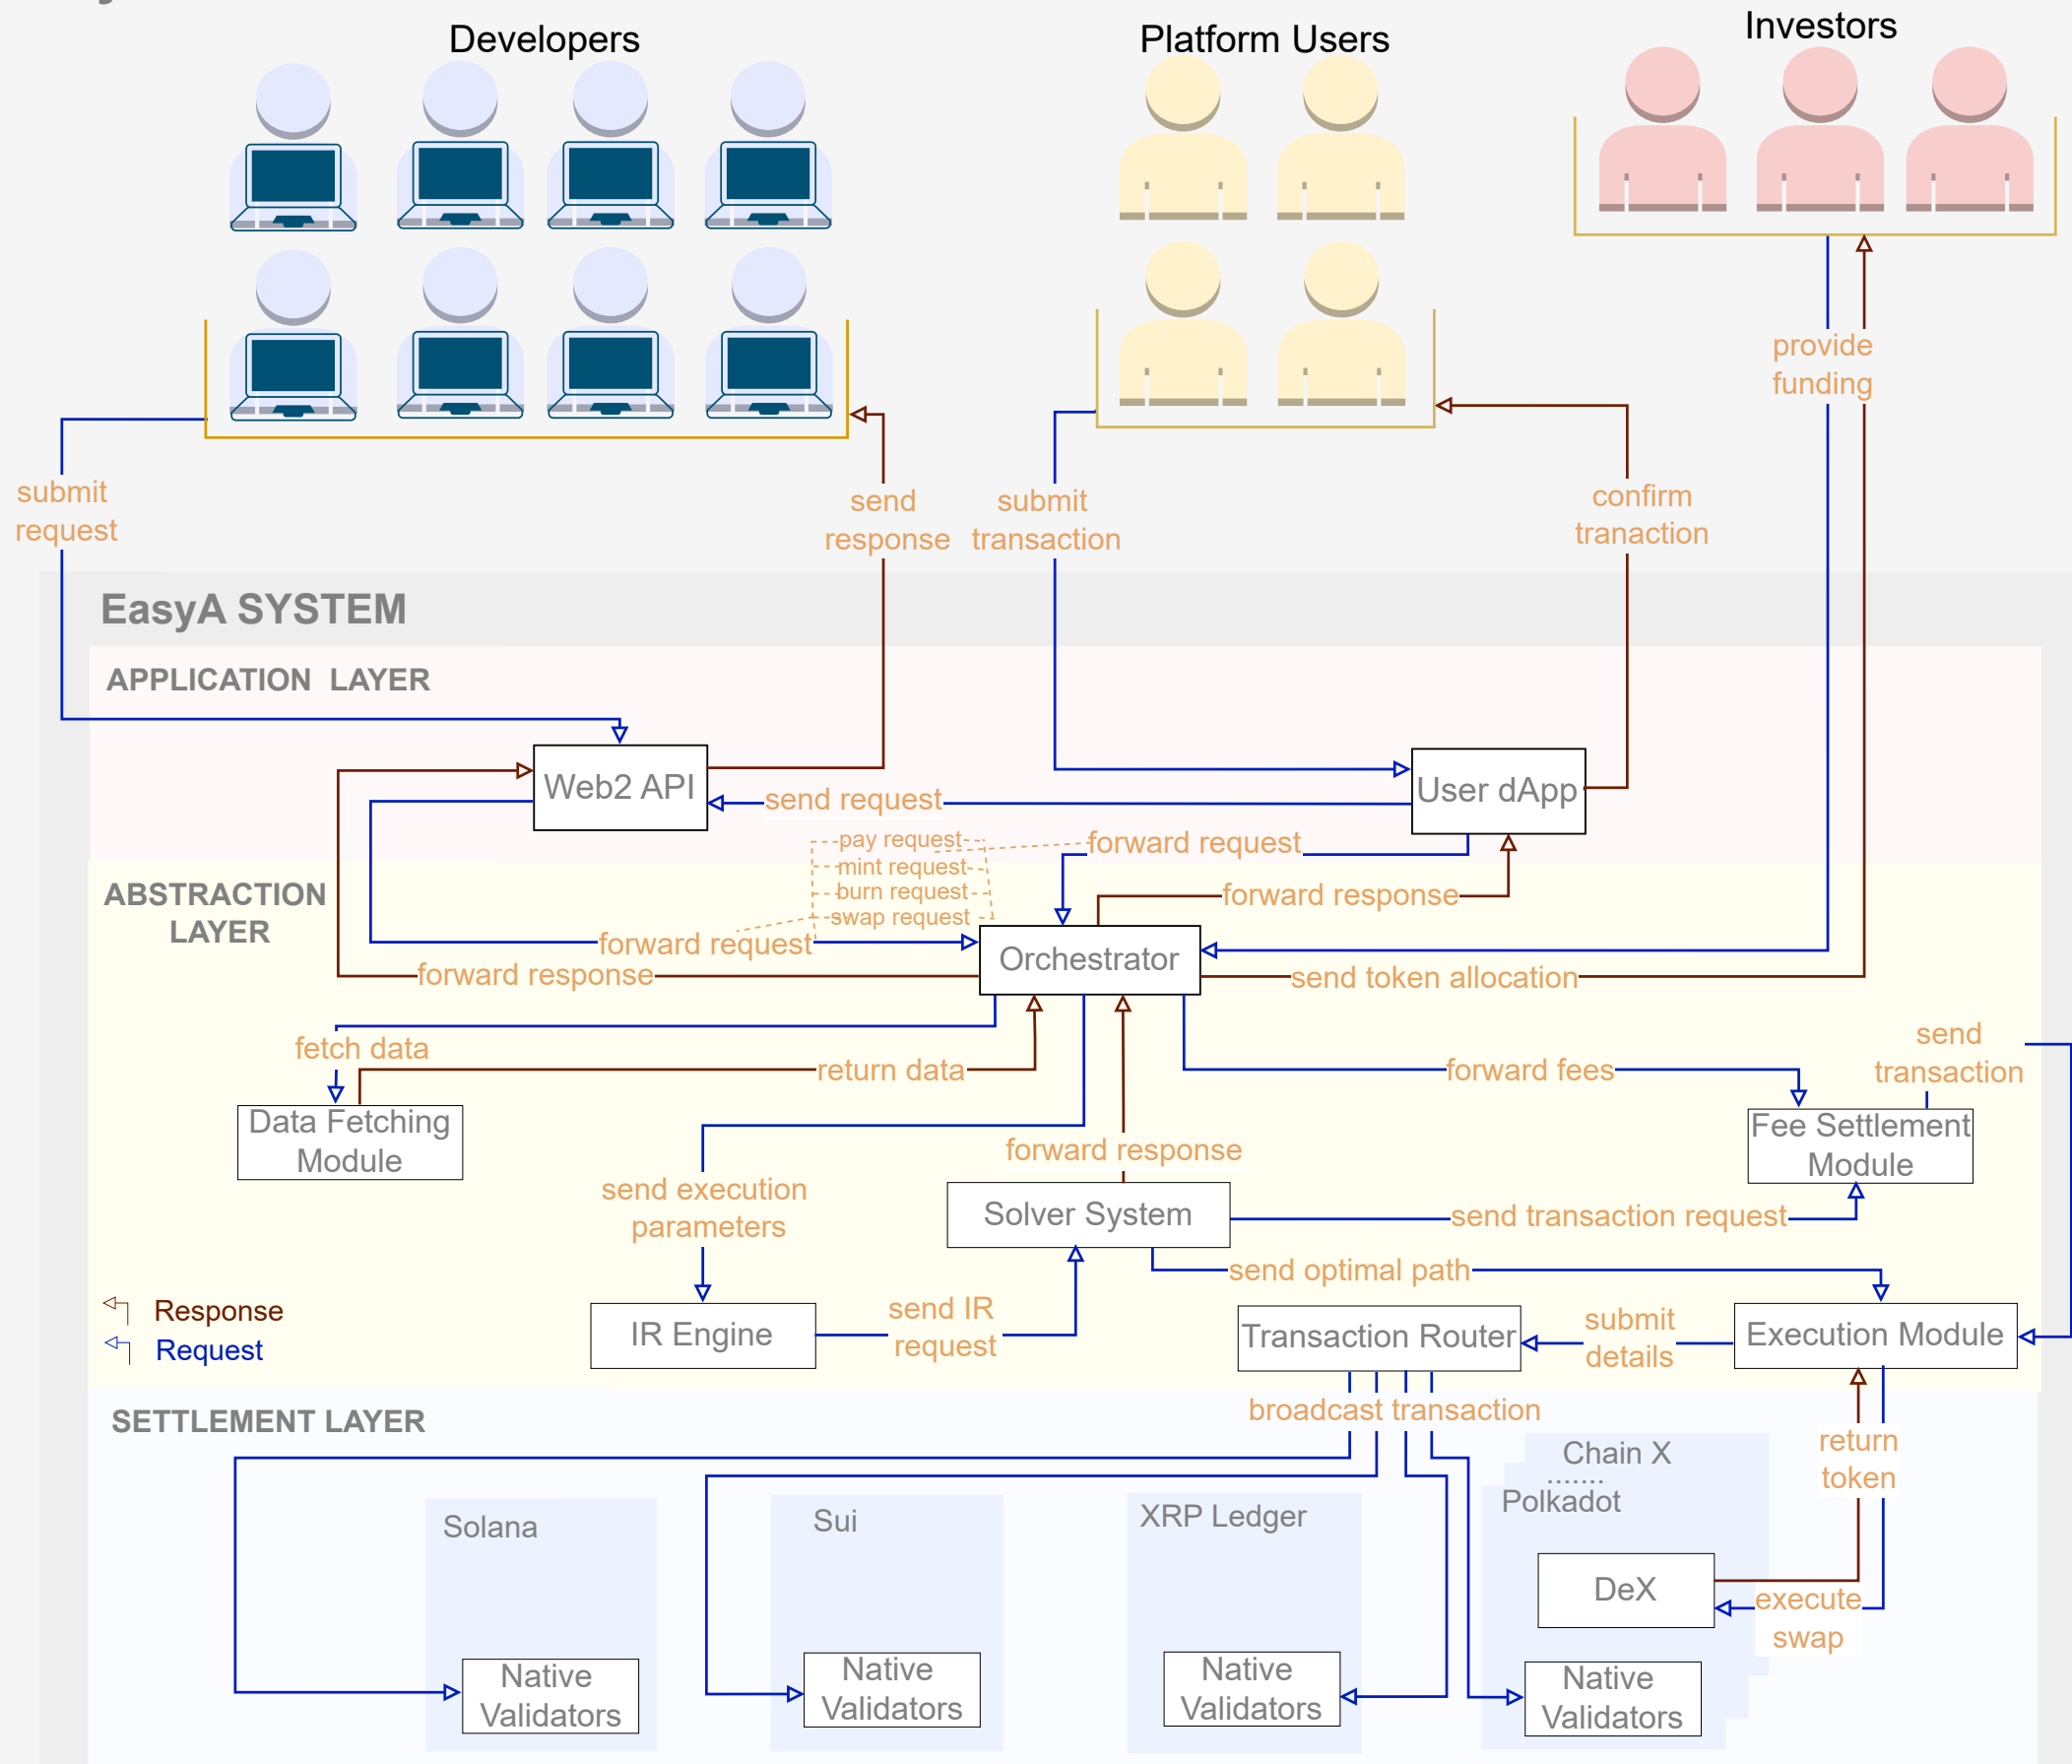 Developers
Platform Users
Investors
provide
funding
submit
request
send
response
submit
transaction
confirm
tranaction
EasyA SYSTEM
APPLICATION LAYER
Web2 API
User dApp
send request
pay request
mint request
burn request
swap request
forward request
forward response
ABSTRACTION
LAYER
forward request
forward response
Orchestrator
send token allocation
fetch data
return data
forward fees
send
transaction
Data Fetching
Module
Fee Settlement
Module
forward response
send execution
parameters
Solver System
send transaction request
send optimal path
Response
Request
IR Engine
send IR
request
Transaction Router
submit
details
Execution Module
SETTLEMENT LAYER
broadcast transaction
return
token
Chain X
.......
Polkadot
Solana
Sui
XRP Ledger
DeX
execute
swap
Native
Validators
Native
Validators
Native
Validators
Native
Validators